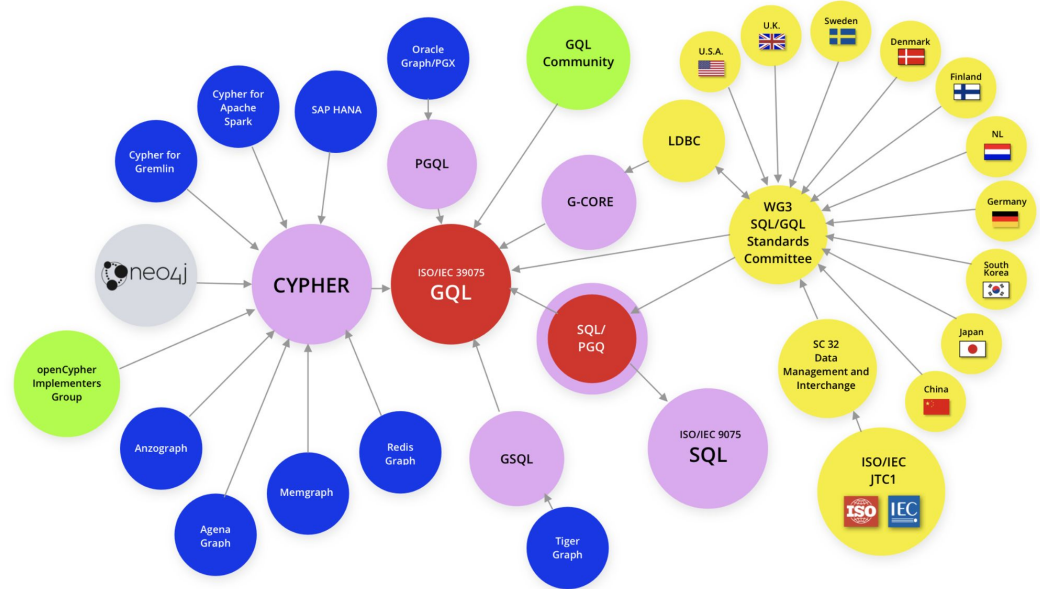 Oracle
Graph/PGX
GQL
Community
U.S.A.
U.K.
Sweden
Denmark
Finland
NL
Germany
South
Korea
Japan
China
Cypher for
Apache
Spark
SAP HANA
Cypher for
Gremlin
PGQL
LDBC
G-CORE
WG3
SQL/GQL
Standards
Committee
neo4j
CYPHER
ISO/IEC 39075
GQL
SQL/
PGQ
SC 32
Data
Management and
Interchange
openCypher
Implementers
Group
Anzograph
Agena
Graph
Memgraph
Redis
Graph
GSQL
Tiger
Graph
ISO/IEC 9075
SQL
ISO/IEC
JTC1
ISO
IEC